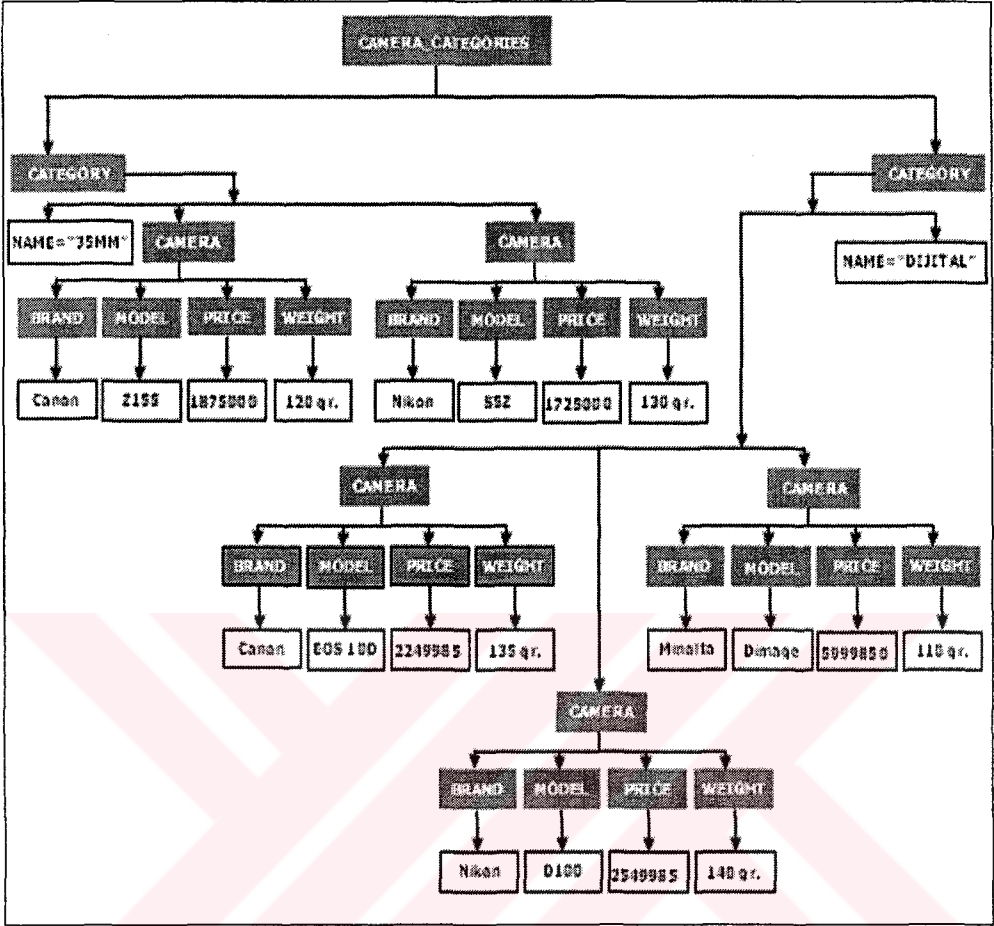 CAMERA_CATEGORIES
CATEGORY
CATEGORY
NAME="35MM"
CAMERA
CAMERA
NAME="DIJITAL"
BRAND MODEL PRICE WEIGHT
BRAND MODEL PRICE WEIGHT
Canon Z155 1875000 120 gr.
Nikon 55Z 1725000 130 gr.
CAMERA
CAMERA
BRAND MODEL PRICE WEIGHT
BRAND MODEL PRICE WEIGHT
Canon EOS 10D 2249985 135 gr.
Minolta Dimage 5999850 110 gr.
CAMERA
BRAND MODEL PRICE WEIGHT
Nikon D100 2549985 140 gr.